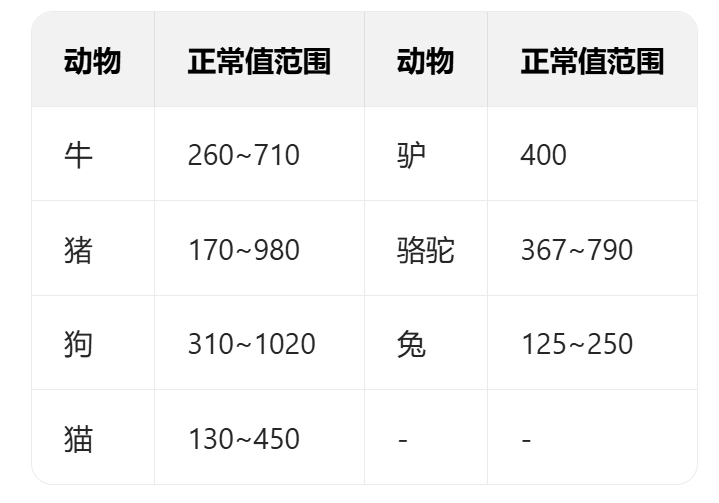 动物 正常值范围 动物 正常值范围
牛 260~710 驴 400
猪 170~980 骆驼 367~790
狗 310~1020 兔 125~250
猫 130~450 - -